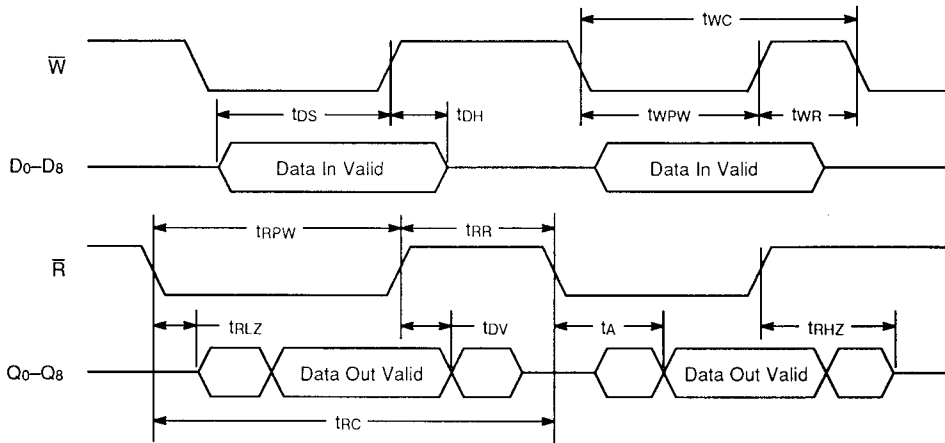 tWC
W̅
tDS
tDH
tWPW
tWR
D0–D8
Data In Valid
Data In Valid
tRPW
tRR
R̅
tRLZ
tDV
tA
tRHZ
Q0–Q8
Data Out Valid
Data Out Valid
tRC